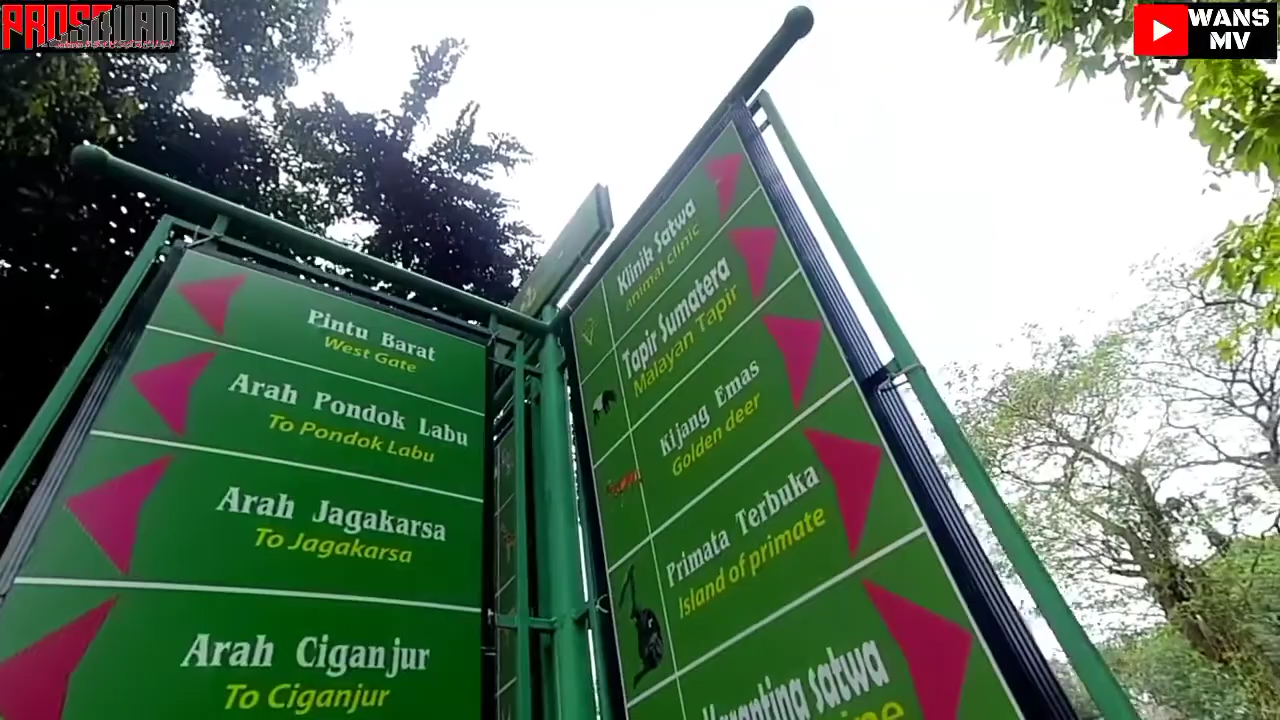 PROSQUAD
WANS
MV
Pintu Barat
West Gate
Arah Pondok Labu
To Pondok Labu
Arah Jagakarsa
To Jagakarsa
Arah Ciganjur
To Ciganjur
Klinik Satwa
animal clinic
Tapir Sumatera
Malayan Tapir
Kijang Emas
Golden deer
Primata Terbuka
Island of primate
Karantina satwa